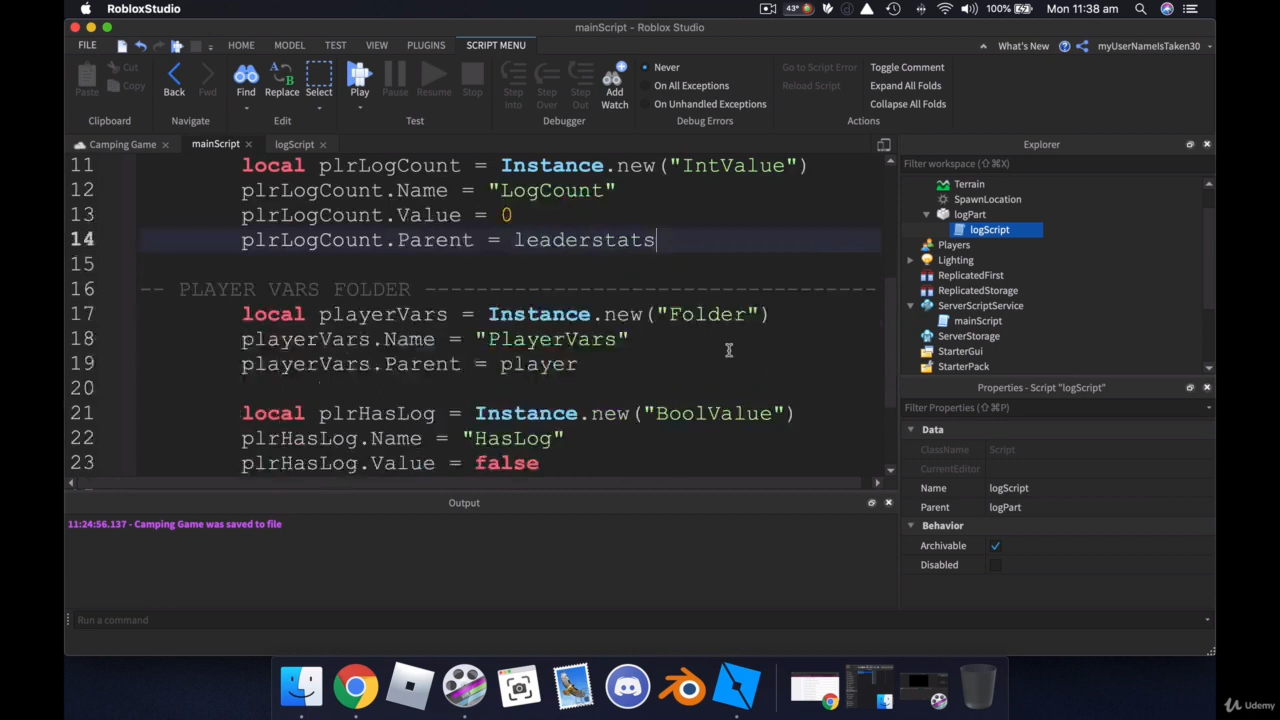 RobloxStudio
43°
100%
Mon 11:38 am
mainScript - Roblox Studio
FILE
HOME
MODEL
TEST
VIEW
PLUGINS
SCRIPT MENU
What's New
myUserNameIsTaken30
Paste
Cut
Copy
Clipboard
Back
Fwd
Navigate
Find
Replace
Select
Edit
Play
Pause
Resume
Stop
Test
Step Into
Step Over
Step Out
Add Watch
Debugger
Never
On All Exceptions
On Unhandled Exceptions
Debug Errors
Go to Script Error
Reload Script
Toggle Comment
Expand All Folds
Collapse All Folds
Actions
Camping Game
mainScript
logScript
11 local plrLogCount = Instance.new("IntValue")
12 plrLogCount.Name = "LogCount"
13 plrLogCount.Value = 0
14 plrLogCount.Parent = leaderstats
15
16 -- PLAYER VARS FOLDER -----------------------------------
17 local playerVars = Instance.new("Folder")
18 playerVars.Name = "PlayerVars"
19 playerVars.Parent = player
20
21 local plrHasLog = Instance.new("BoolValue")
22 plrHasLog.Name = "HasLog"
23 plrHasLog.Value = false
Output
11:24:56.137 - Camping Game was saved to file
Run a command
Explorer
Filter workspace (⇧⌘X)
Terrain
SpawnLocation
logPart
logScript
Players
Lighting
ReplicatedFirst
ReplicatedStorage
ServerScriptService
mainScript
ServerStorage
StarterGui
StarterPack
Properties - Script "logScript"
Filter Properties (⇧⌘P)
Data
ClassName Script
CurrentEditor
Name logScript
Parent logPart
Behavior
Archivable
Disabled
Udemy